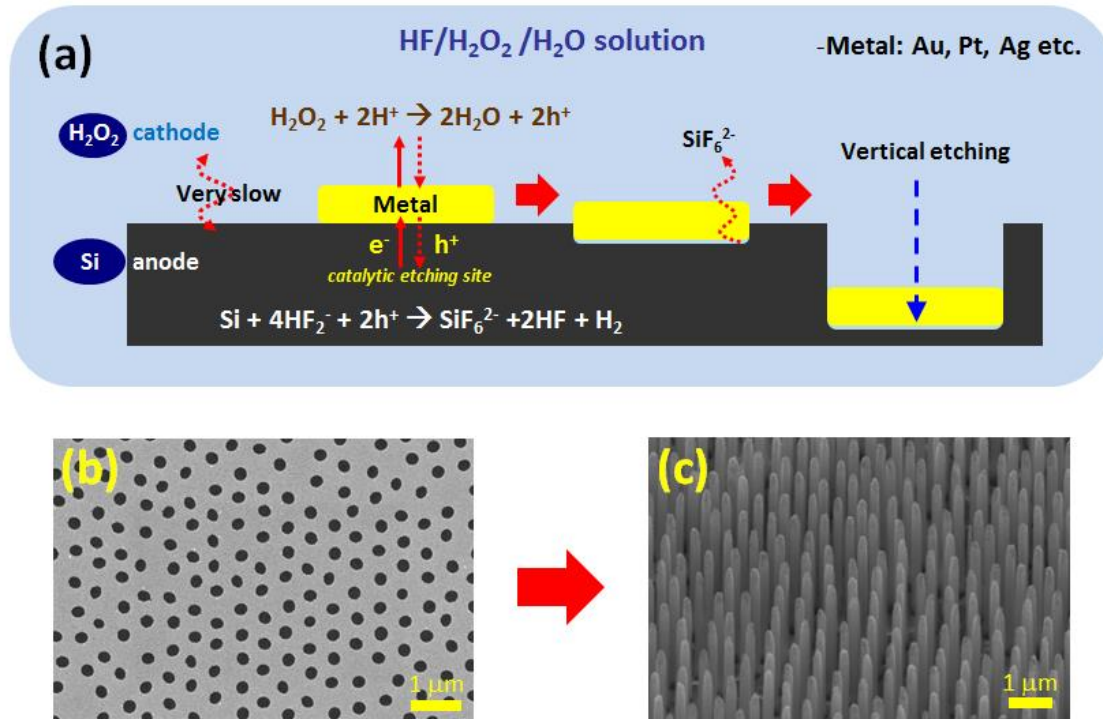 (a)
HF/H₂O₂ /H₂O solution
-Metal: Au, Pt, Ag etc.
H₂O₂ + 2H⁺ → 2H₂O + 2h⁺
H₂O₂ cathode
SiF₆²⁻
Vertical etching
Very slow
Metal
e⁻ h⁺
Si anode
catalytic etching site
Si + 4HF₂⁻ + 2h⁺ → SiF₆²⁻ +2HF + H₂
(b)
1 μm
(c)
1 μm